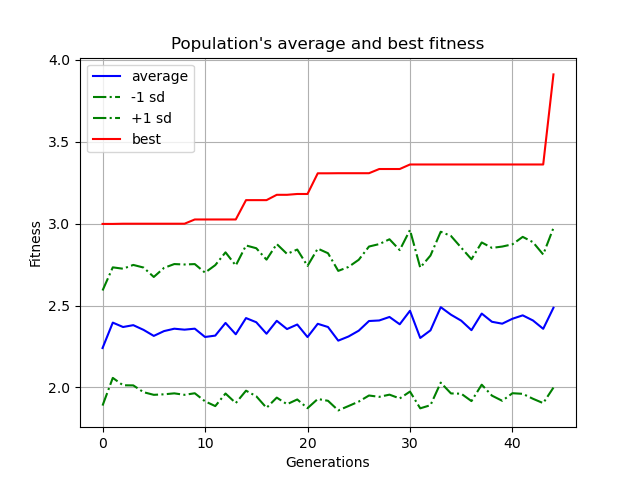 Population's average and best fitness
4.0
3.5
3.0
2.5
2.0
Fitness
average
-1 sd
+1 sd
best
0 10 20 30 40
Generations